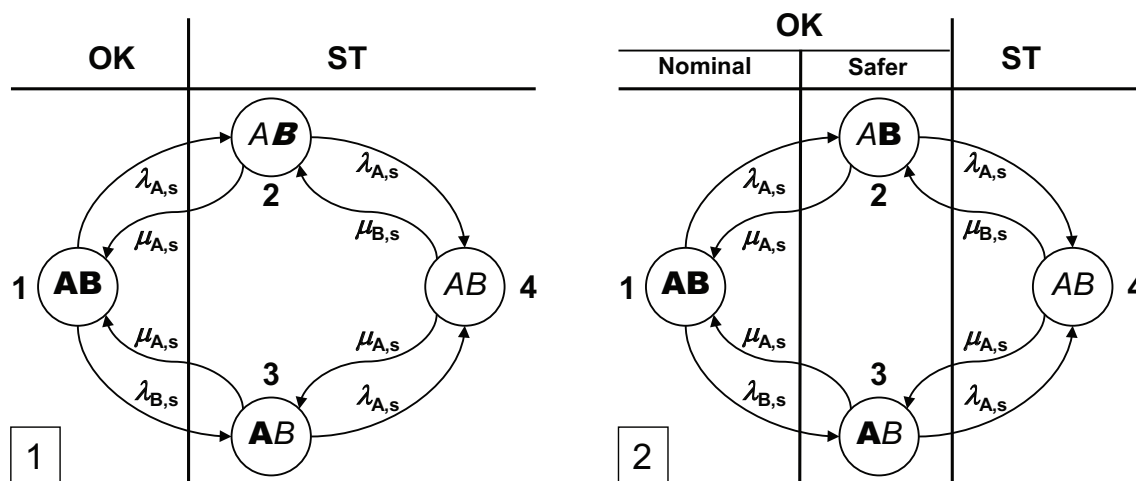 OK ST
AB
2
λA,s λA,s
μA,s μB,s
1 AB AB 4
μA,s μA,s
λB,s λA,s
3
AB
1
OK
Nominal Safer ST
AB
2
λA,s λA,s
μA,s μB,s
1 AB AB 4
μA,s μA,s
λB,s λA,s
3
AB
2